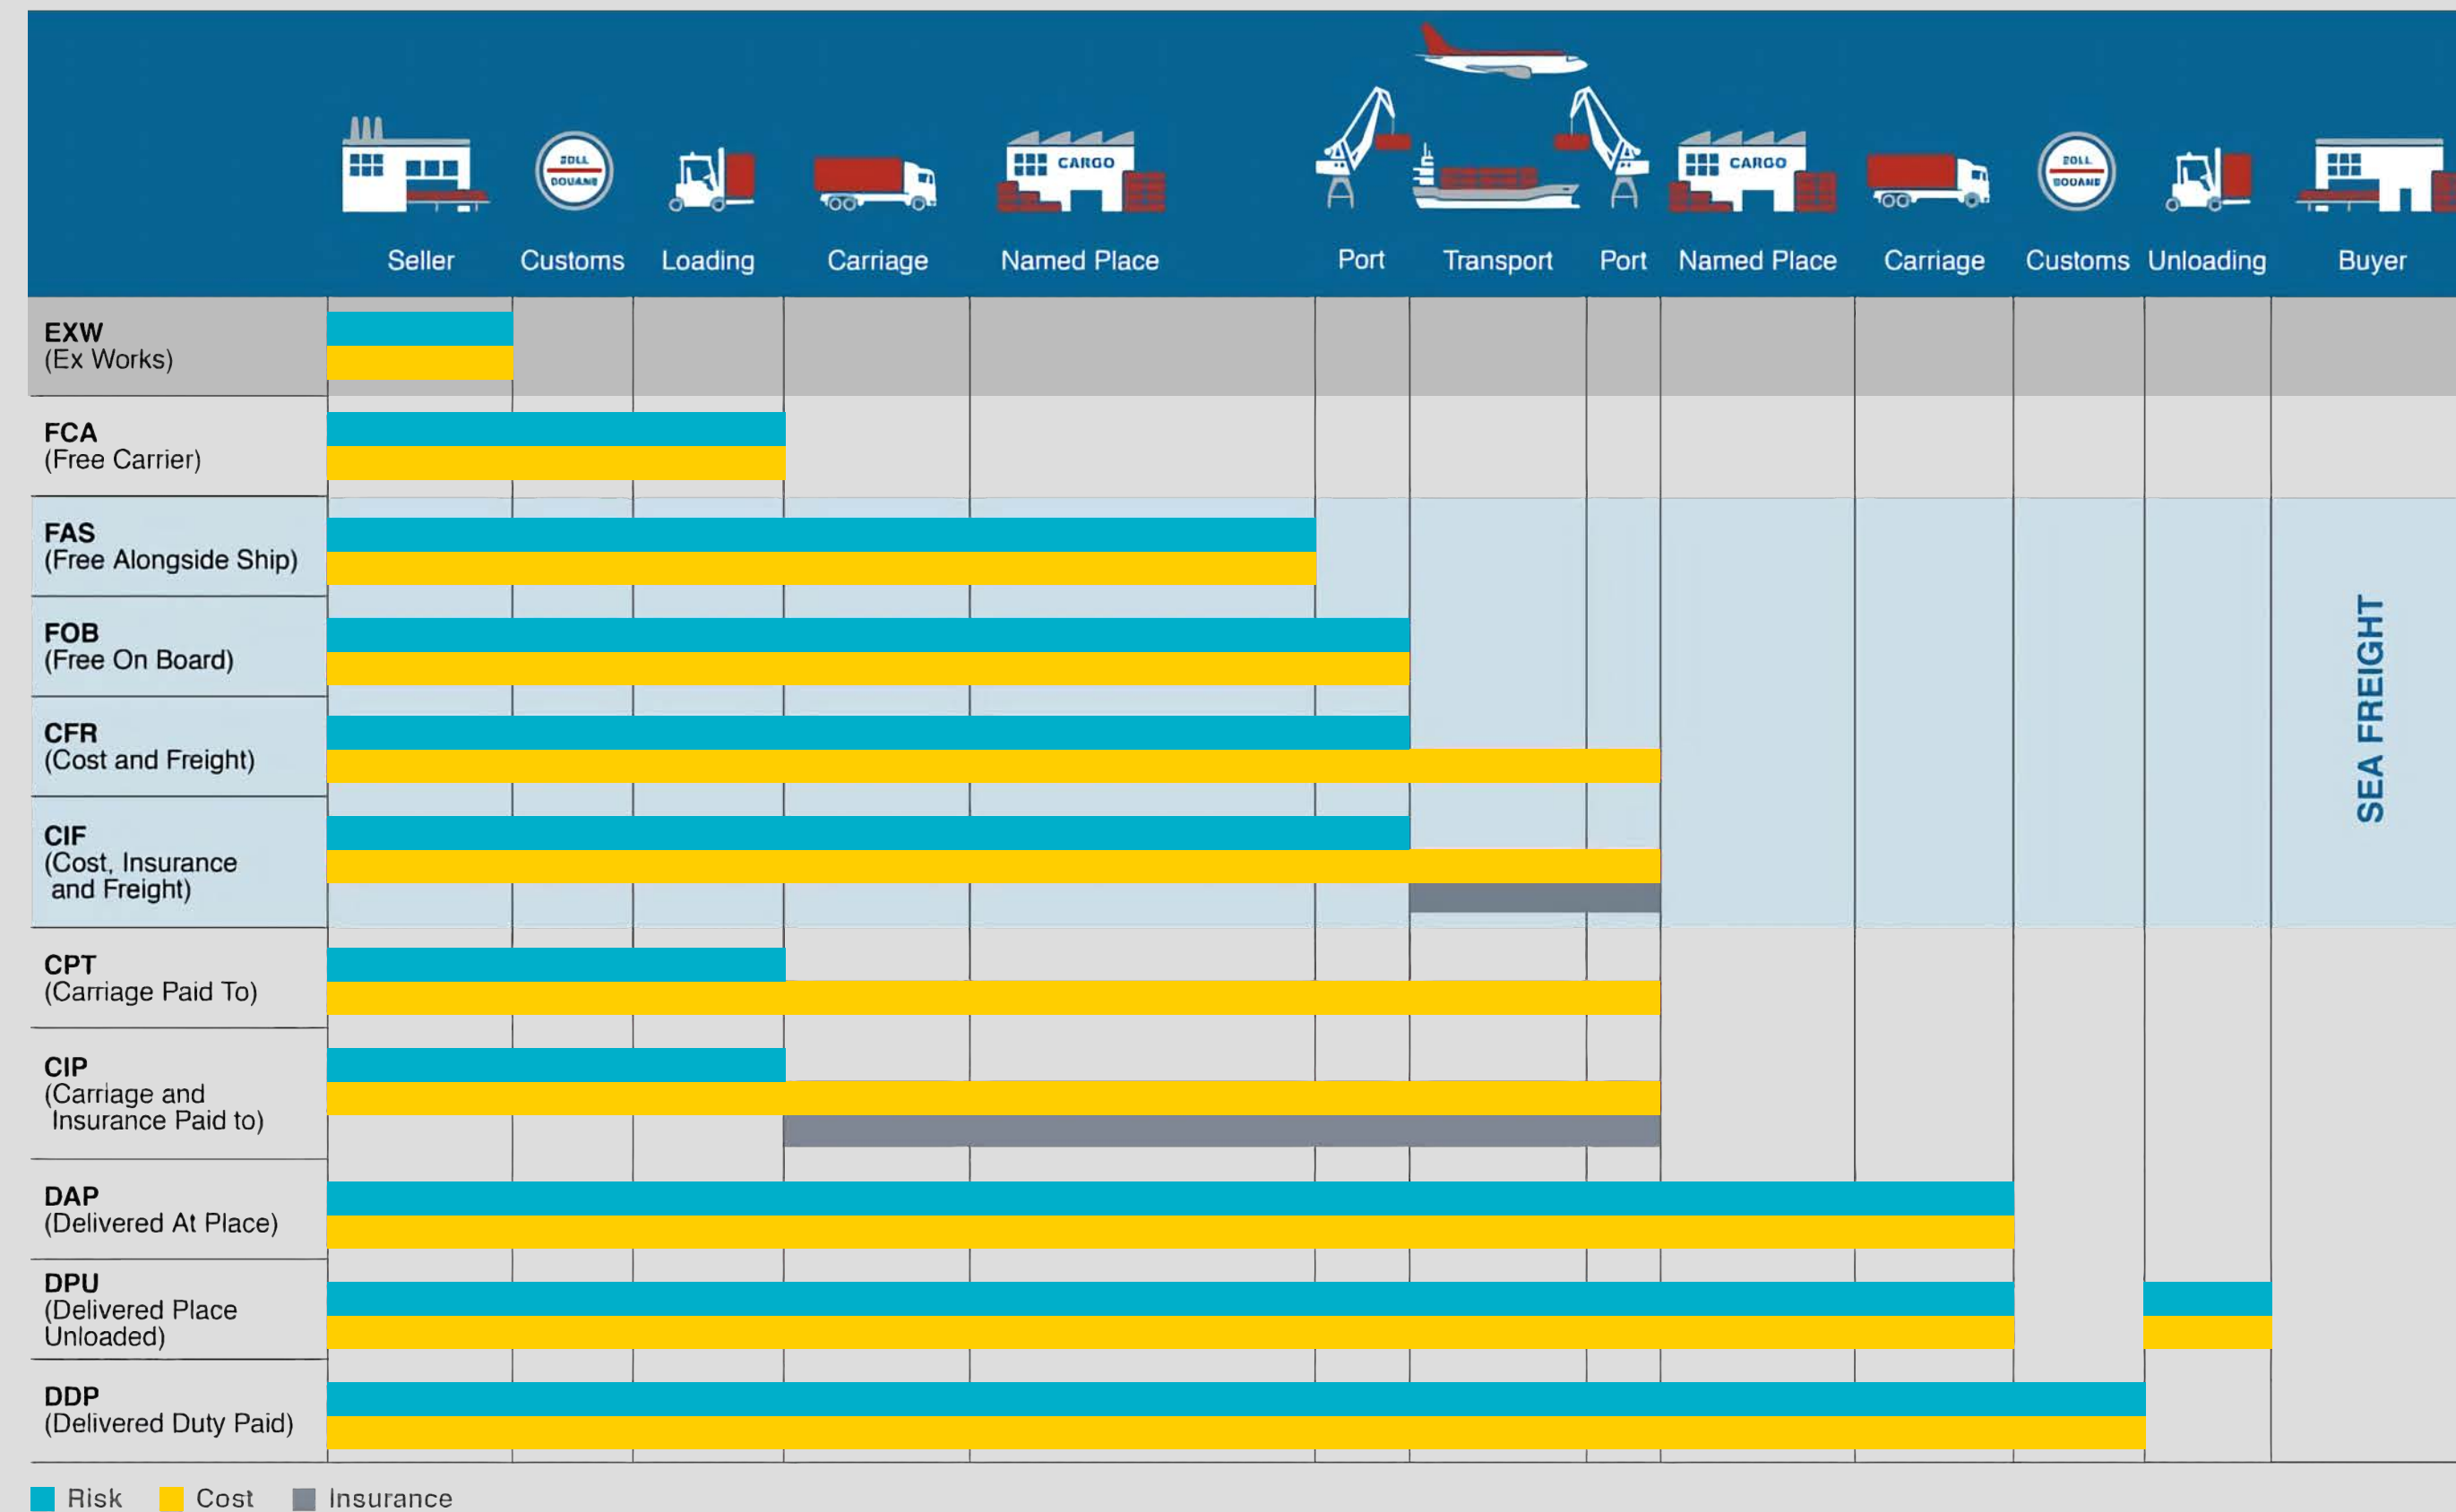 ZOLL
DOUANE
CARGO
CARGO
ZOLL
DOUANE
Seller Customs Loading Carriage Named Place Port Transport Port Named Place Carriage Customs Unloading Buyer
EXW
(Ex Works)
FCA
(Free Carrier)
FAS
(Free Alongside Ship)
FOB
(Free On Board)
CFR
(Cost and Freight)
CIF
(Cost, Insurance
and Freight)
SEA FREIGHT
CPT
(Carriage Paid To)
CIP
(Carriage and
Insurance Paid to)
DAP
(Delivered At Place)
DPU
(Delivered Place
Unloaded)
DDP
(Delivered Duty Paid)
Risk Cost Insurance